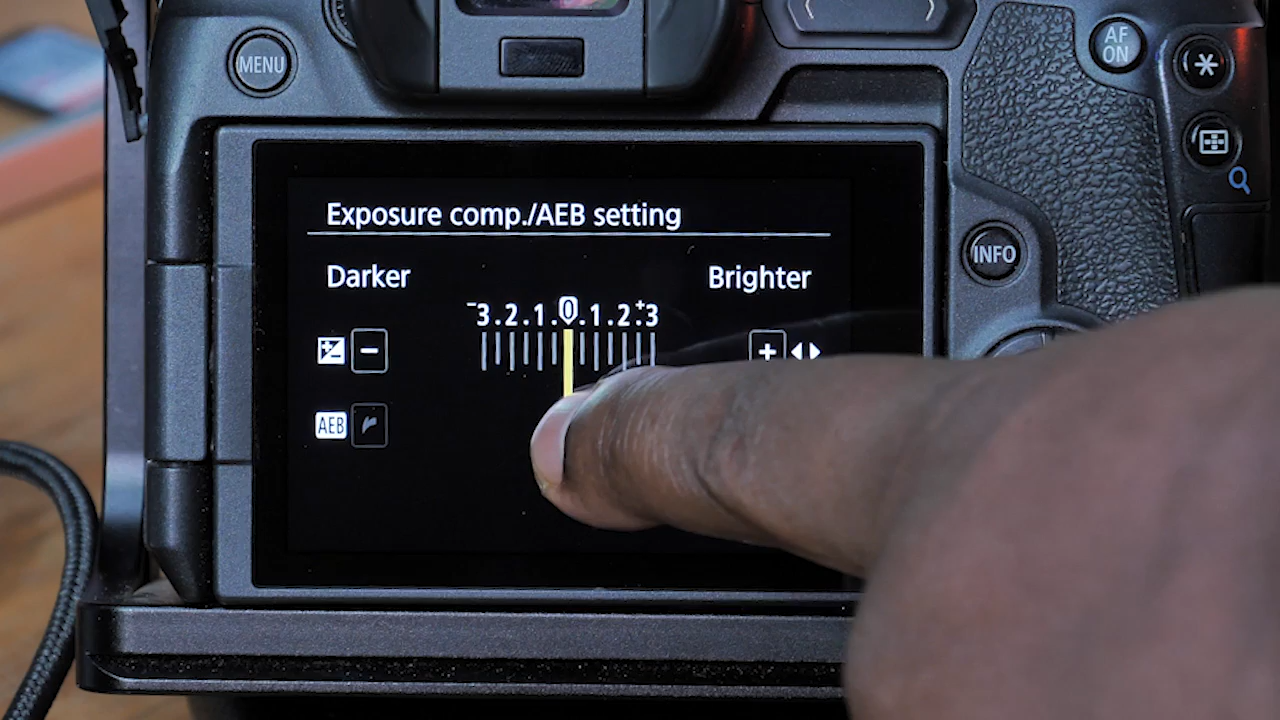 MENU
AF
ON
INFO
Exposure comp./AEB setting
Darker
Brighter
-3.2.1.0.1.2.+3
AEB